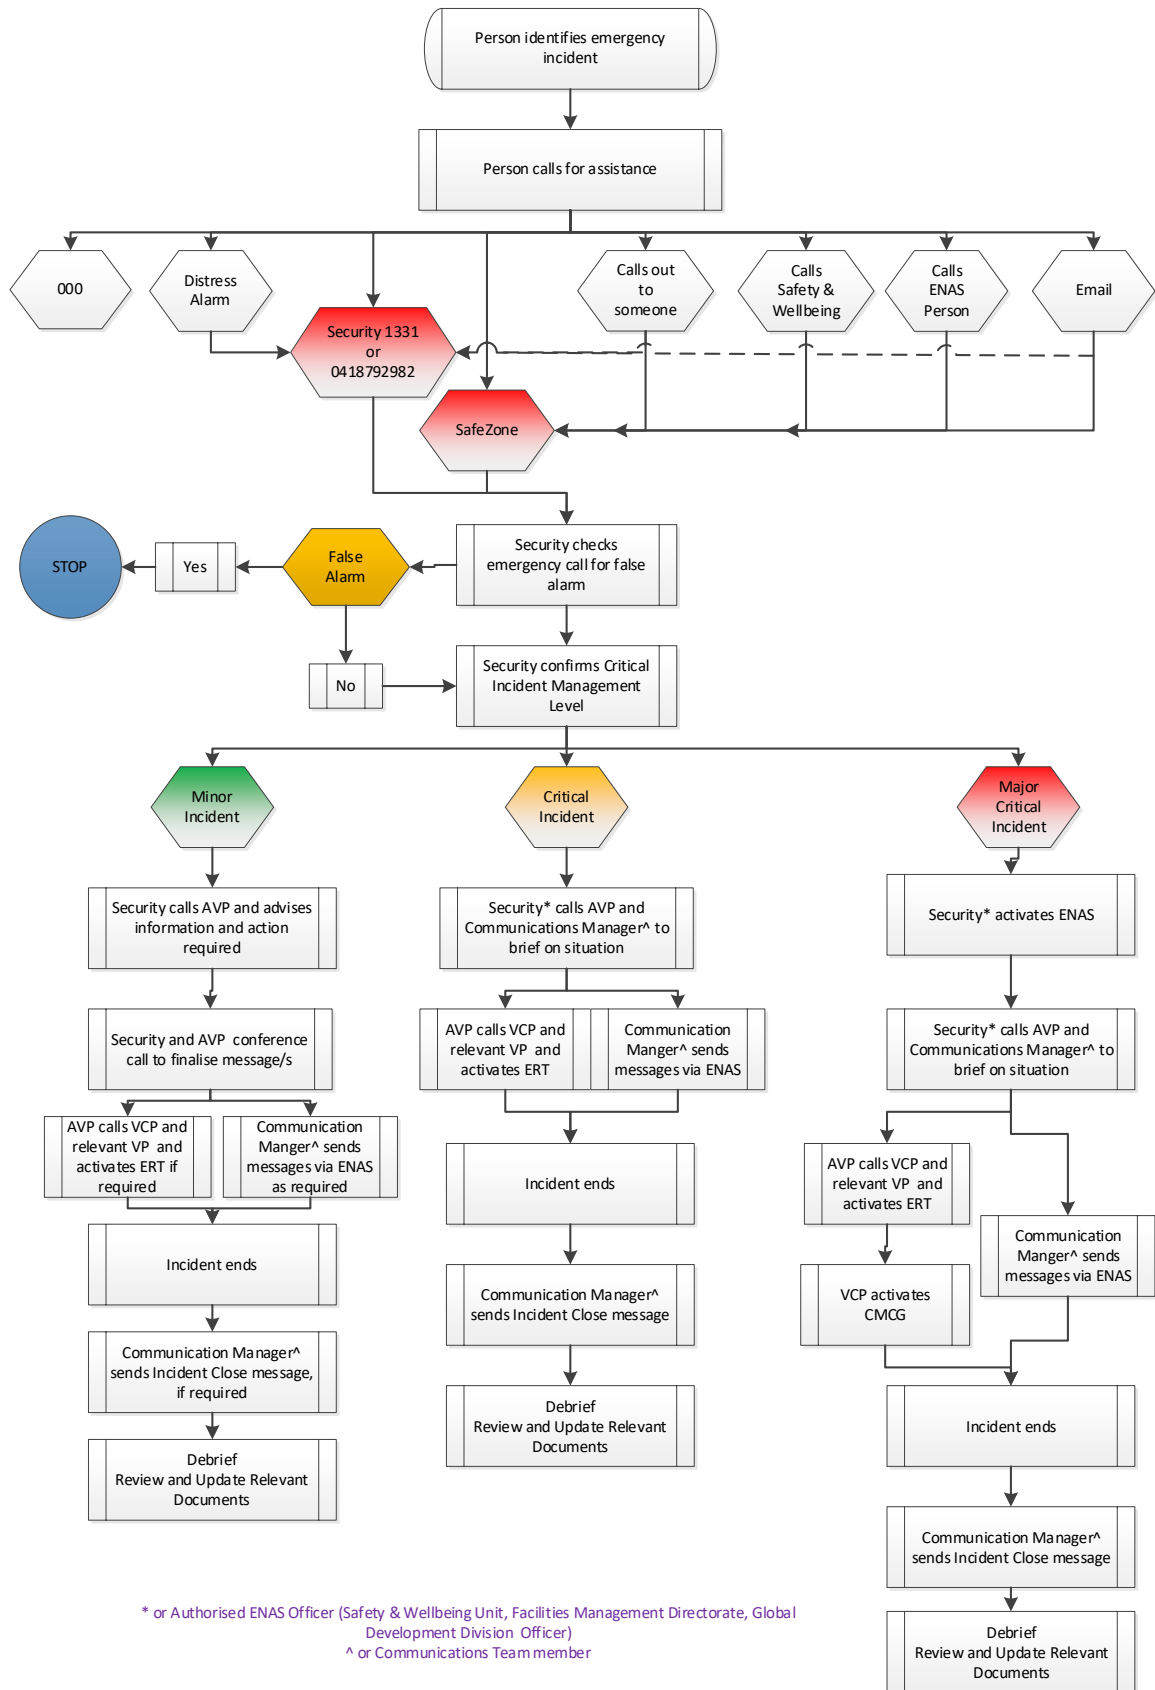 Person identifies emergency
incident
Person calls for assistance
000
Distress
Alarm
Security 1331
or
0418792982
SafeZone
Calls out
to
someone
Calls
Safety &
Wellbeing
Calls
ENAS
Person
Email
STOP
Yes
False
Alarm
Security checks
emergency call for false
alarm
No
Security confirms Critical
Incident Management
Level
Minor
Incident
Critical
Incident
Major
Critical
Incident
Security calls AVP and advises
information and action
required
Security and AVP conference
call to finalise message/s
AVP calls VCP and
relevant VP and
activates ERT if
required
Communication
Manger^ sends
messages via ENAS
as required
Incident ends
Communication Manager^
sends Incident Close message,
if required
Debrief
Review and Update Relevant
Documents
Security* calls AVP and
Communications Manager^ to
brief on situation
AVP calls VCP and
relevant VP and
activates ERT
Communication
Manger^ sends
messages via ENAS
Incident ends
Communication Manager^
sends Incident Close message
Debrief
Review and Update Relevant
Documents
Security* activates ENAS
Security* calls AVP and
Communications Manager^ to
brief on situation
AVP calls VCP and
relevant VP and
activates ERT
VCP activates
CMCG
Communication
Manger^ sends
messages via ENAS
Incident ends
Communication Manager^
sends Incident Close message
Debrief
Review and Update Relevant
Documents
* or Authorised ENAS Officer (Safety & Wellbeing Unit, Facilities Management Directorate, Global
Development Division Officer)
^ or Communications Team member